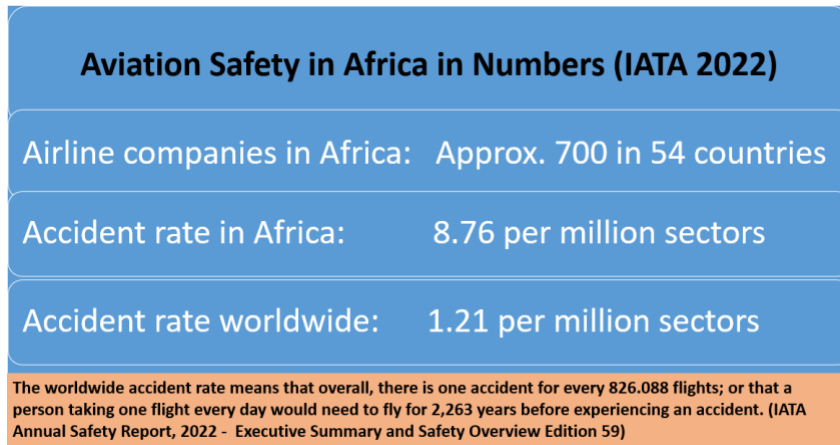 Aviation Safety in Africa in Numbers (IATA 2022)
Airline companies in Africa: Approx. 700 in 54 countries
Accident rate in Africa: 8.76 per million sectors
Accident rate worldwide: 1.21 per million sectors
The worldwide accident rate means that overall, there is one accident for every 826.088 flights; or that a
person taking one flight every day would need to fly for 2,263 years before experiencing an accident. (IATA
Annual Safety Report, 2022 - Executive Summary and Safety Overview Edition 59)